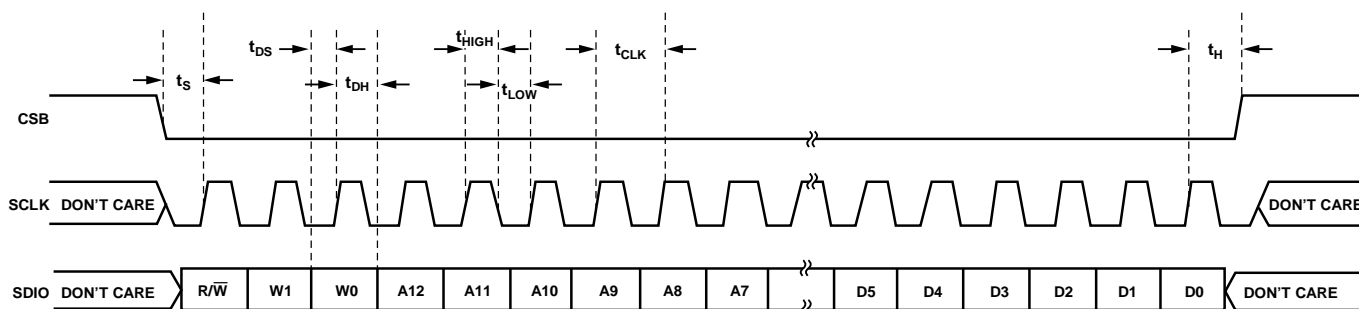 tDS
tHIGH
tCLK
tH
tS
tDH
tLOW
CSB
SCLK DON'T CARE
DON'T CARE
SDIO DON'T CARE
R/W̅ W1 W0 A12 A11 A10 A9 A8 A7 D5 D4 D3 D2 D1 D0
DON'T CARE